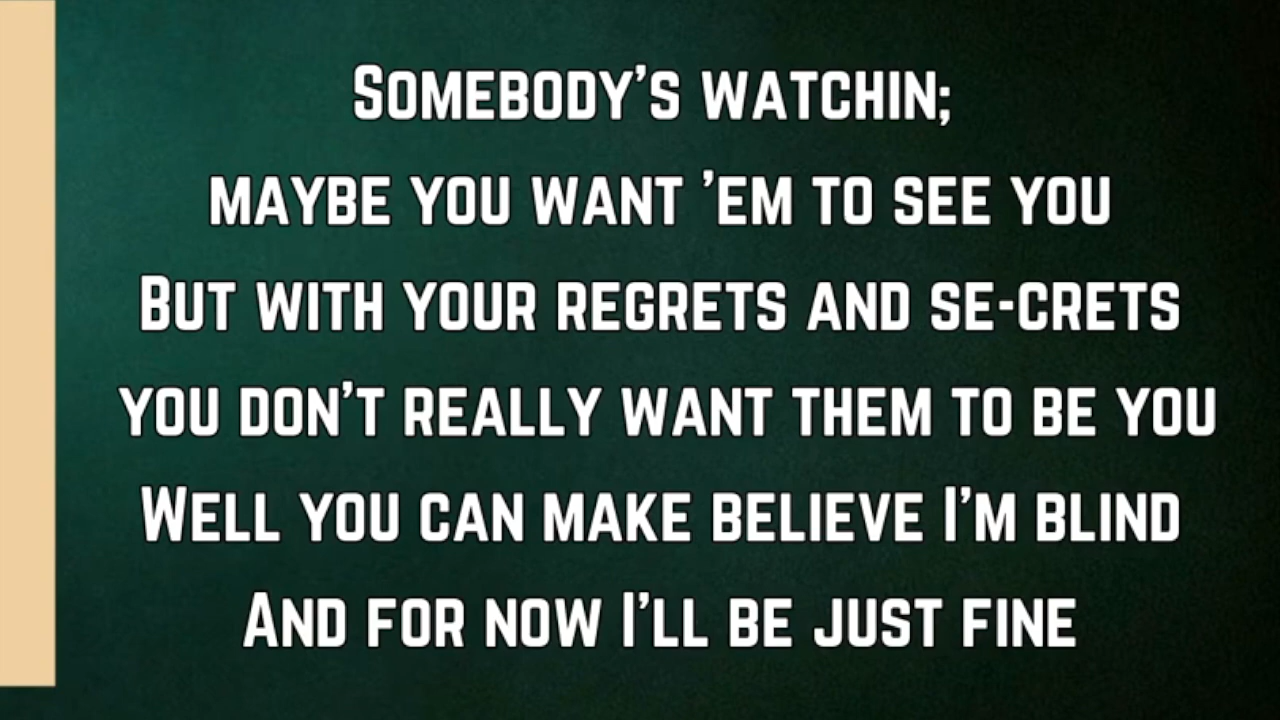 Somebody's watchin;
maybe you want 'em to see you
But with your regrets and se-crets
you don't really want them to be you
Well you can make believe I'm blind
And for now I'll be just fine